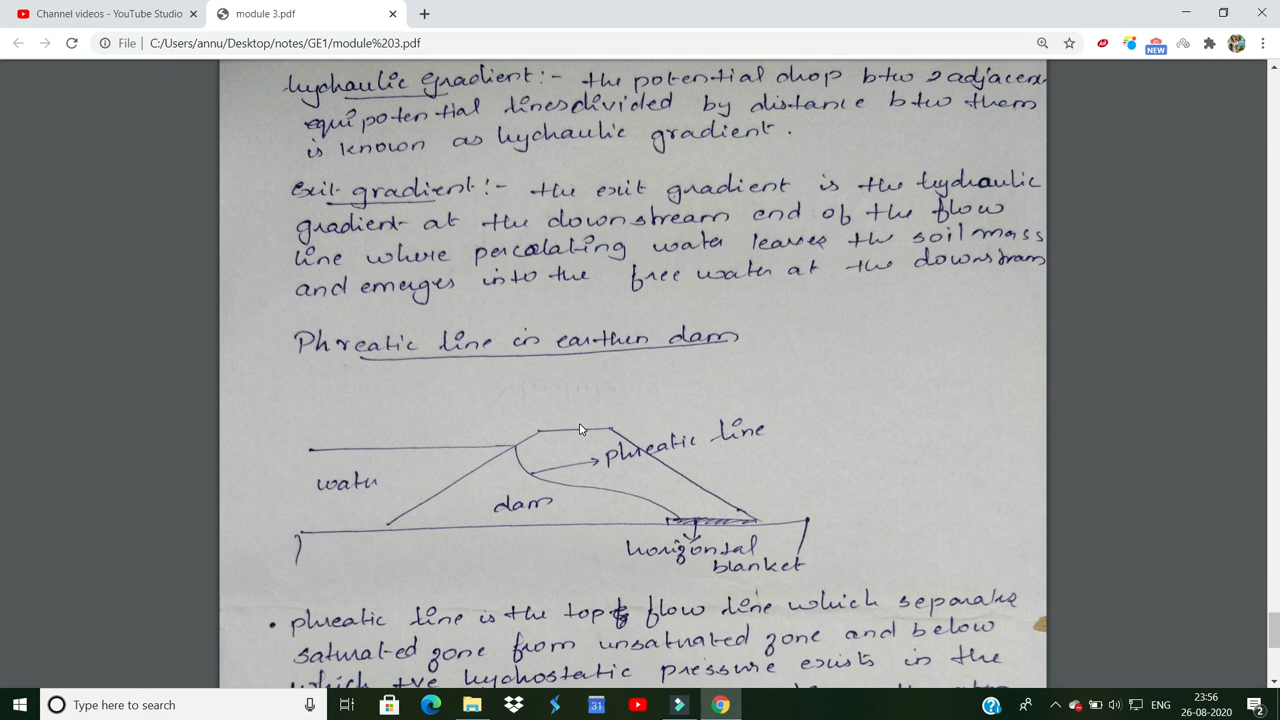 Channel videos - YouTube Studio
module 3.pdf
File
C:/Users/annu/Desktop/notes/GE1/module%203.pdf
NEW
hydraulic gradient :- the potential drop btw 2 adjacent
equipotential lines divided by distance btw them
is known as hydraulic gradient.
Exit gradient :- the exit gradient is the hydraulic
gradient at the downstream end of the flow
line where percolating water leaves the soil mass
and emerges into the free water at the downstream
Phreatic line in earthen dam
phreatic line
water
dam
horizontal
blanket
• phreatic line is the top flow line which separates
saturated zone from unsaturated zone and below
which +ve hydrostatic pressure exists in the
Type here to search
31
ENG
23:56
26-08-2020
2